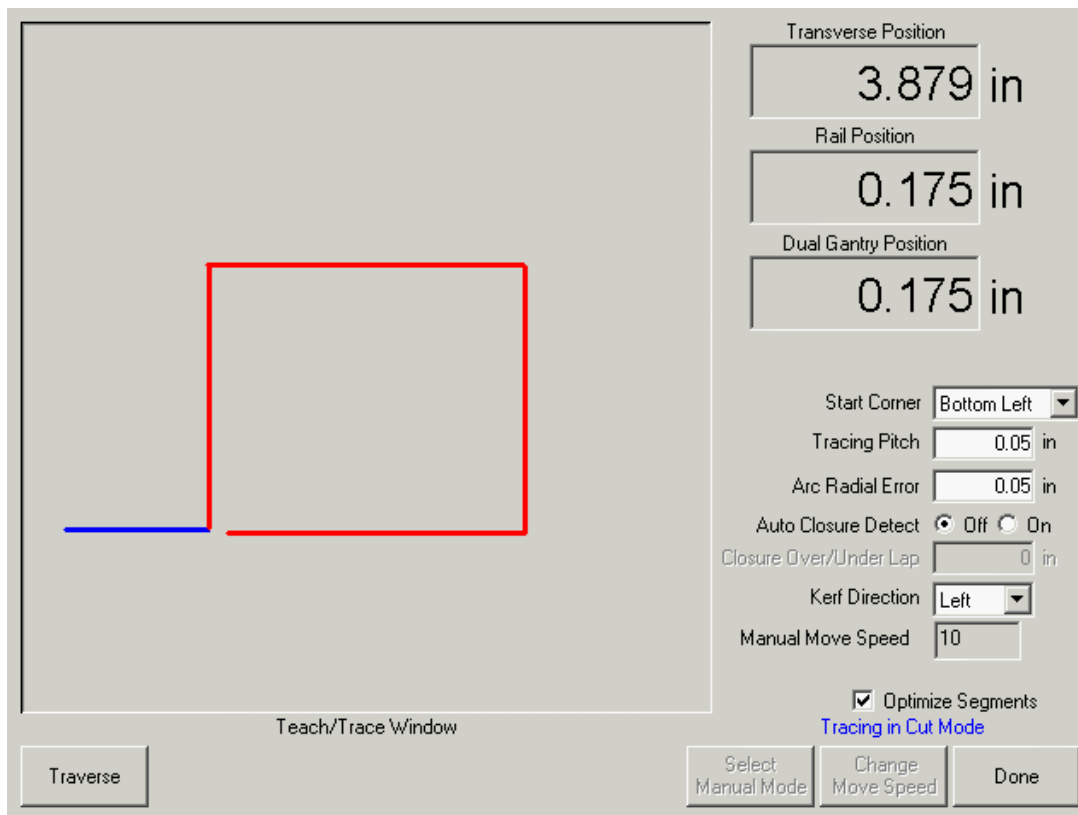 Transverse Position
3.879 in
Rail Position
0.175 in
Dual Gantry Position
0.175 in
Start Corner Bottom Left
Tracing Pitch 0.05 in
Arc Radial Error 0.05 in
Auto Closure Detect Off On
Closure Over/Under Lap 0 in
Kerf Direction Left
Manual Move Speed 10
Optimize Segments
Teach/Trace Window
Tracing in Cut Mode
Traverse
Select
Manual Mode
Change
Move Speed
Done